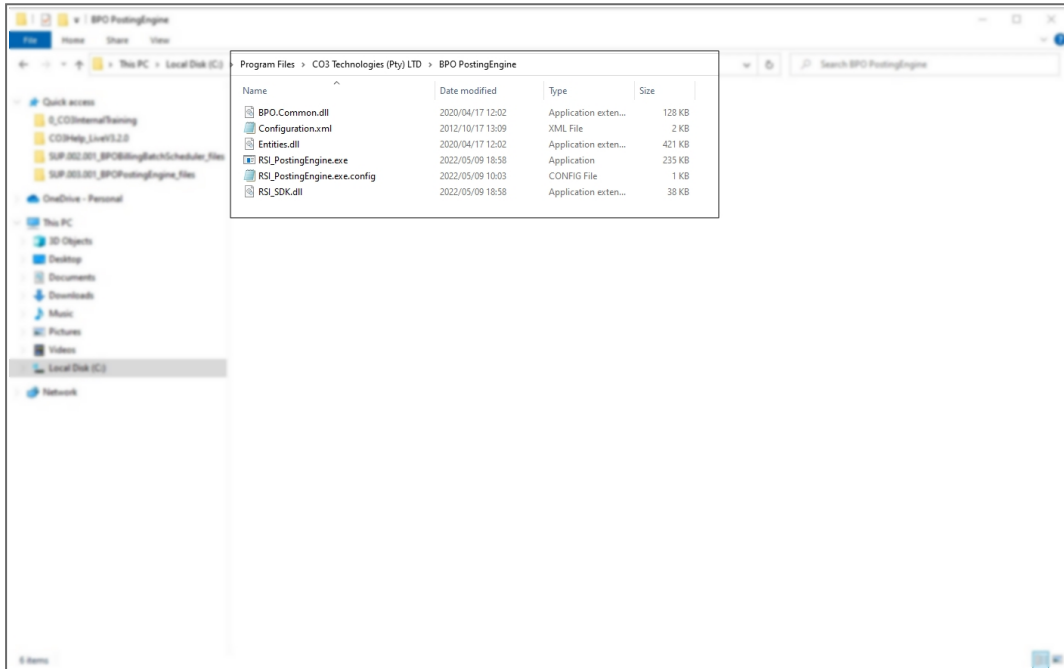 BPO PostingEngine
File Home Share View
This PC > Local Disk (C:) > Program Files > CO3 Technologies (Pty) LTD > BPO PostingEngine
Search BPO PostingEngine
Name Date modified Type Size
Quick access
0_CO3InternalTraining
CO3Help_LiveV3.2.0
SUP.002.001_BPOBillingBatchScheduler_files
SUP.003.001_BPOPostingEngine_files
OneDrive - Personal
This PC
3D Objects
Desktop
Documents
Downloads
Music
Pictures
Videos
Local Disk (C:)
Network
BPO.Common.dll 2020/04/17 12:02 Application exten... 128 KB
Configuration.xml 2012/10/17 13:09 XML File 2 KB
Entities.dll 2020/04/17 12:02 Application exten... 421 KB
RSI_PostingEngine.exe 2022/05/09 18:58 Application 235 KB
RSI_PostingEngine.exe.config 2022/05/09 10:03 CONFIG File 1 KB
RSI_SDK.dll 2022/05/09 18:58 Application exten... 38 KB
6 items